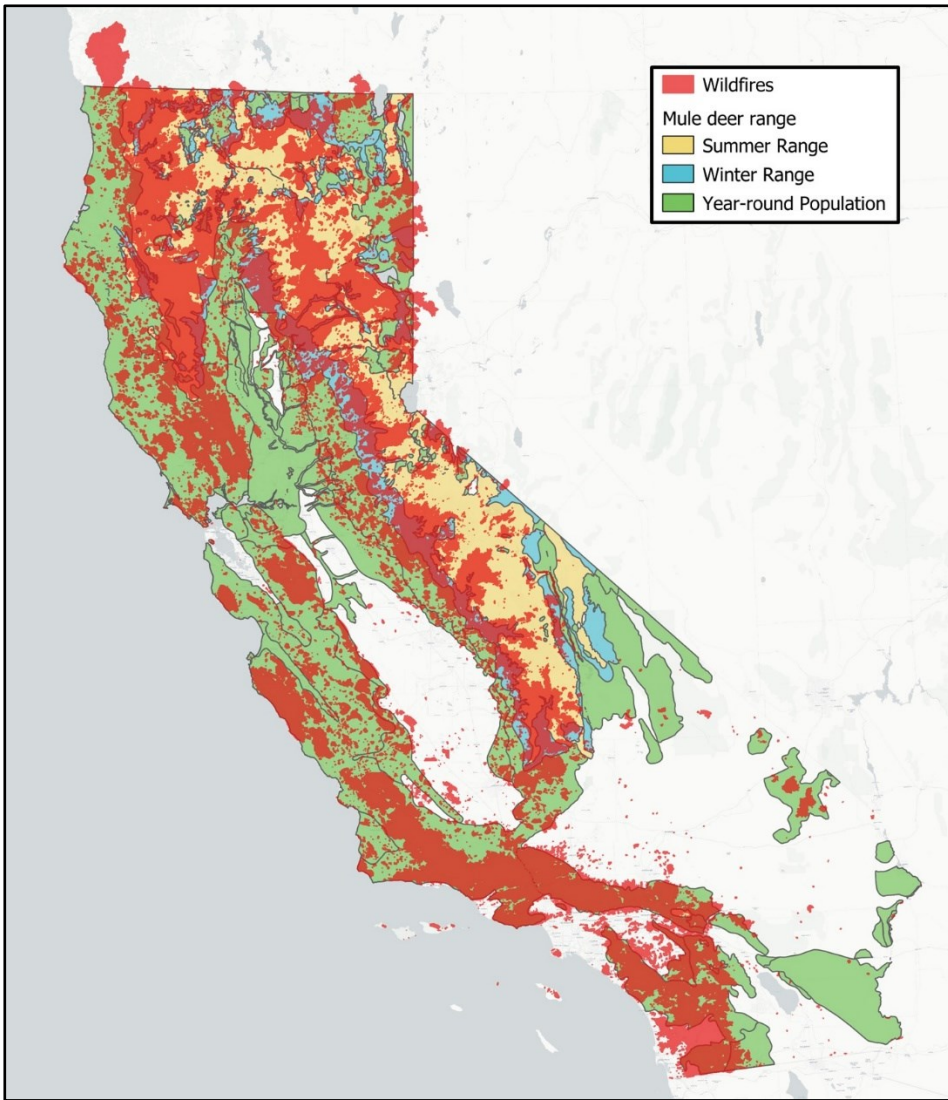 Wildfires
Mule deer range
Summer Range
Winter Range
Year-round Population